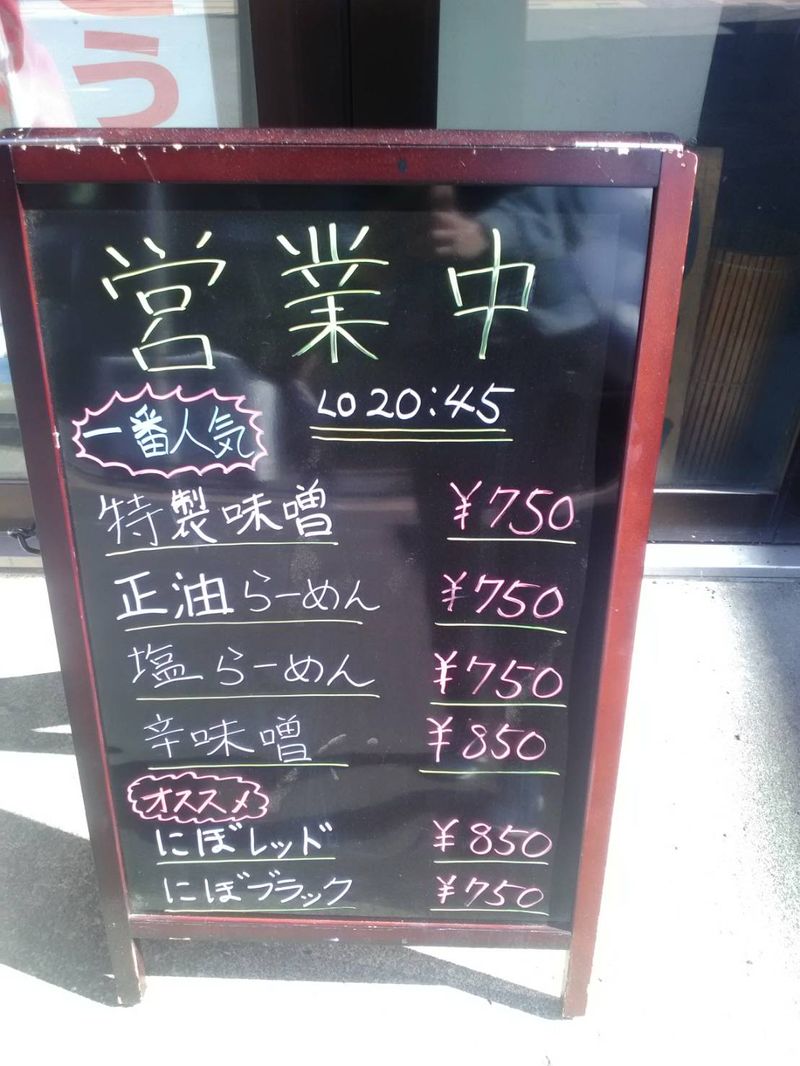 こう
営業中
LO 20:45
一番人気
特製味噌 ¥750
正油らーめん ¥750
塩らーめん ¥750
辛味噌 ¥850
オススメ
にぼレッド ¥850
にぼブラック ¥750